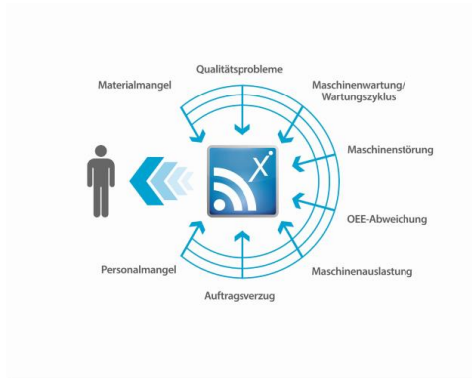 Qualitätsprobleme
Materialmangel
Maschinenwartung/
Wartungszyklus
Maschinenstörung
OEE-Abweichung
Maschinenauslastung
Auftragsverzug
Personalmangel
X